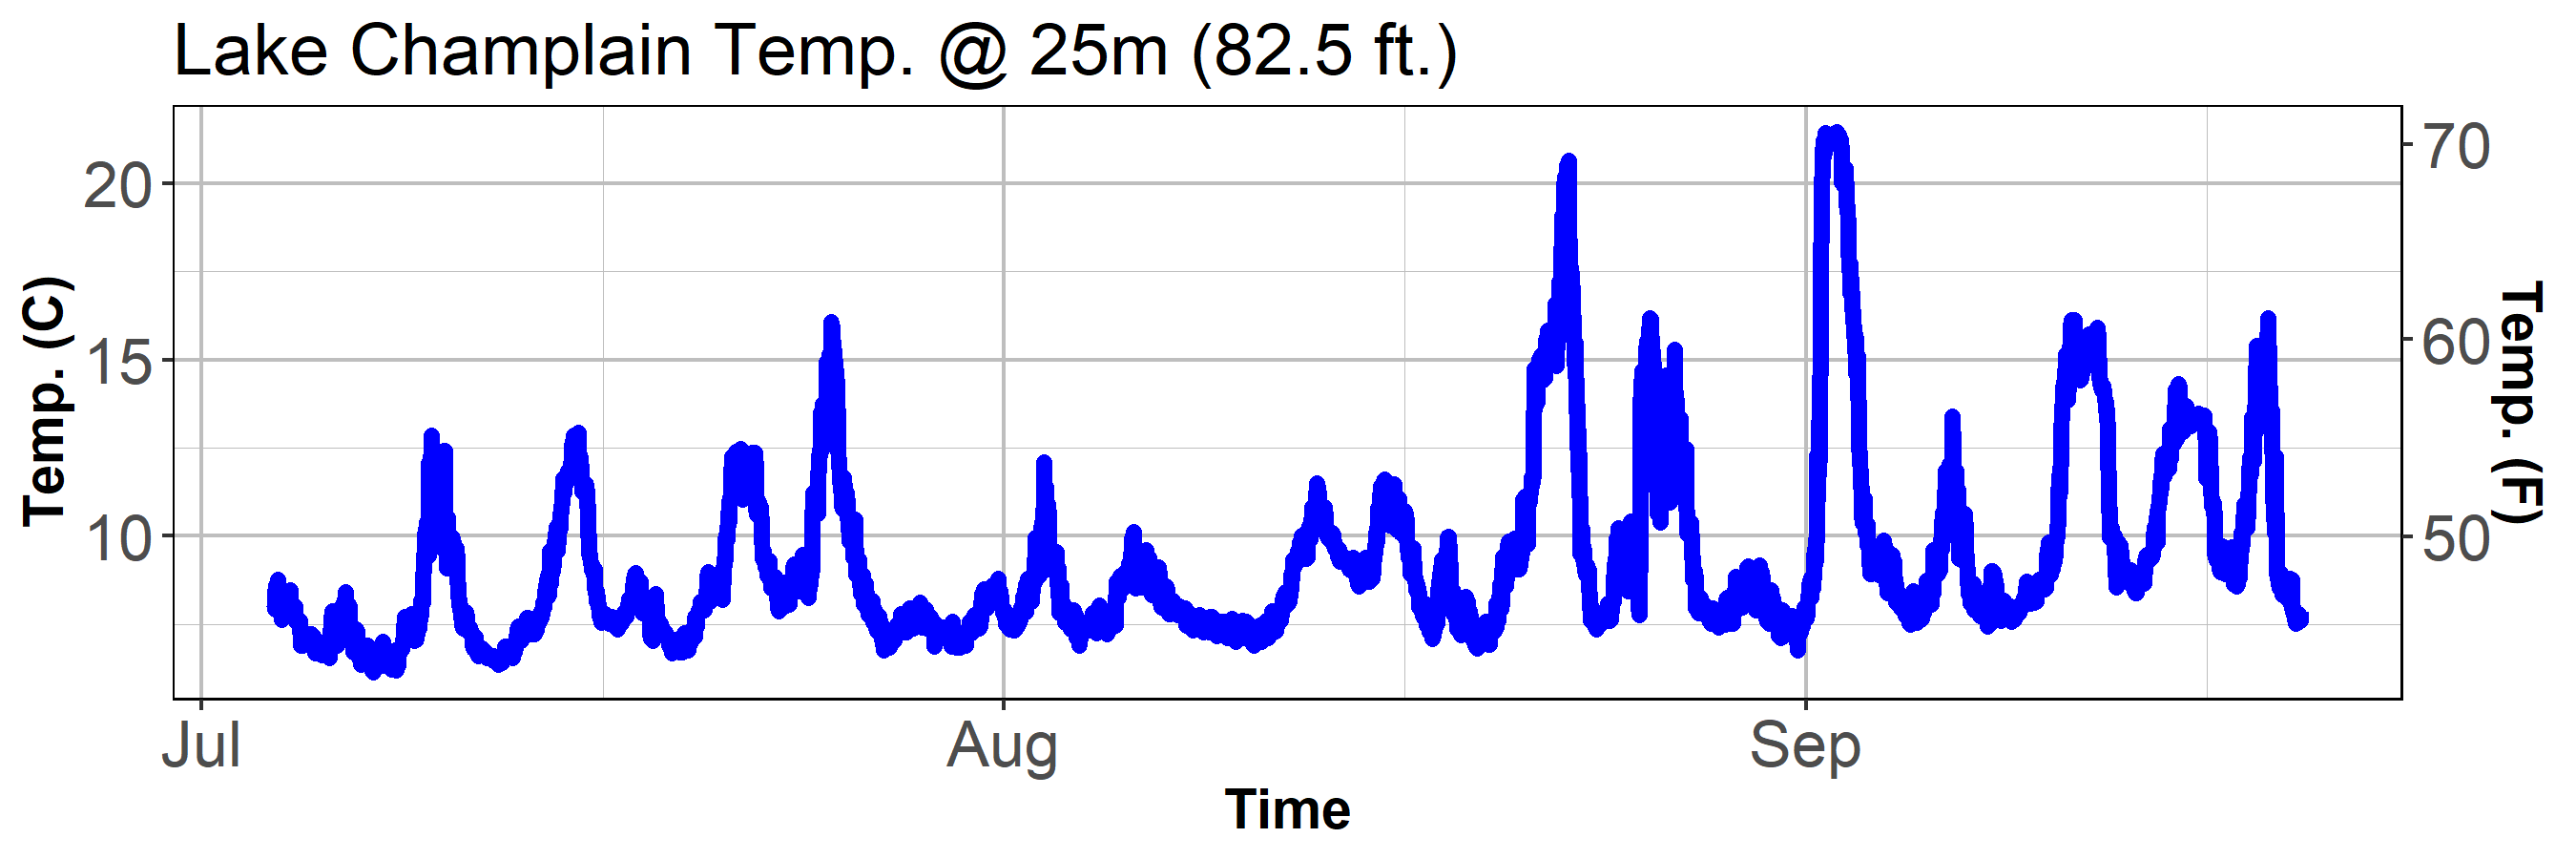 Lake Champlain Temp. @ 25m (82.5 ft.)
Temp. (C)
20
15
10
70
60
50
Temp. (F)
Jul Aug Sep
Time